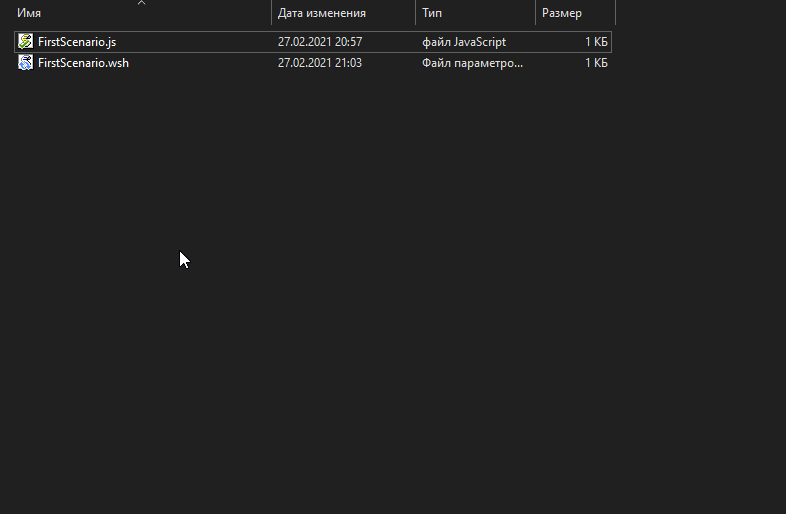 Имя Дата изменения Тип Размер
FirstScenario.js 27.02.2021 20:57 файл JavaScript 1 КБ
FirstScenario.wsh 27.02.2021 21:03 Файл параметро... 1 КБ